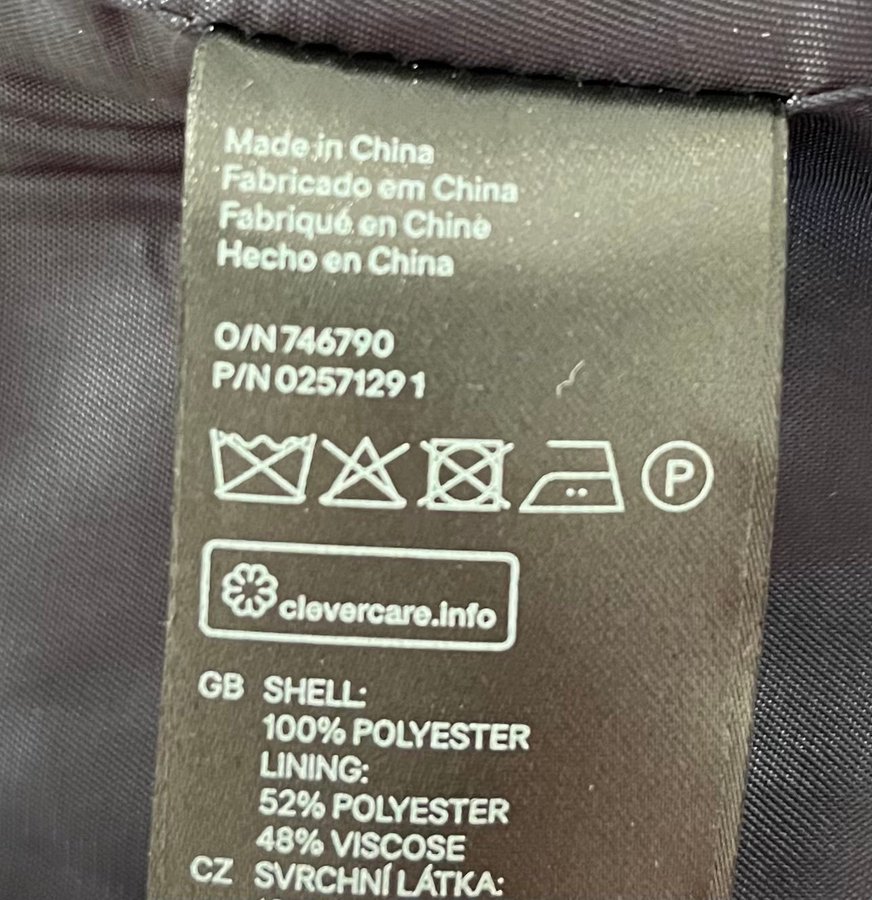 Made in China
Fabricado em China
Fabriqué en Chine
Hecho en China
O/N 746790
P/N 02571291
P
clevercare.info
GB SHELL:
100% POLYESTER
LINING:
52% POLYESTER
48% VISCOSE
CZ SVRCHNÍ LÁTKA: